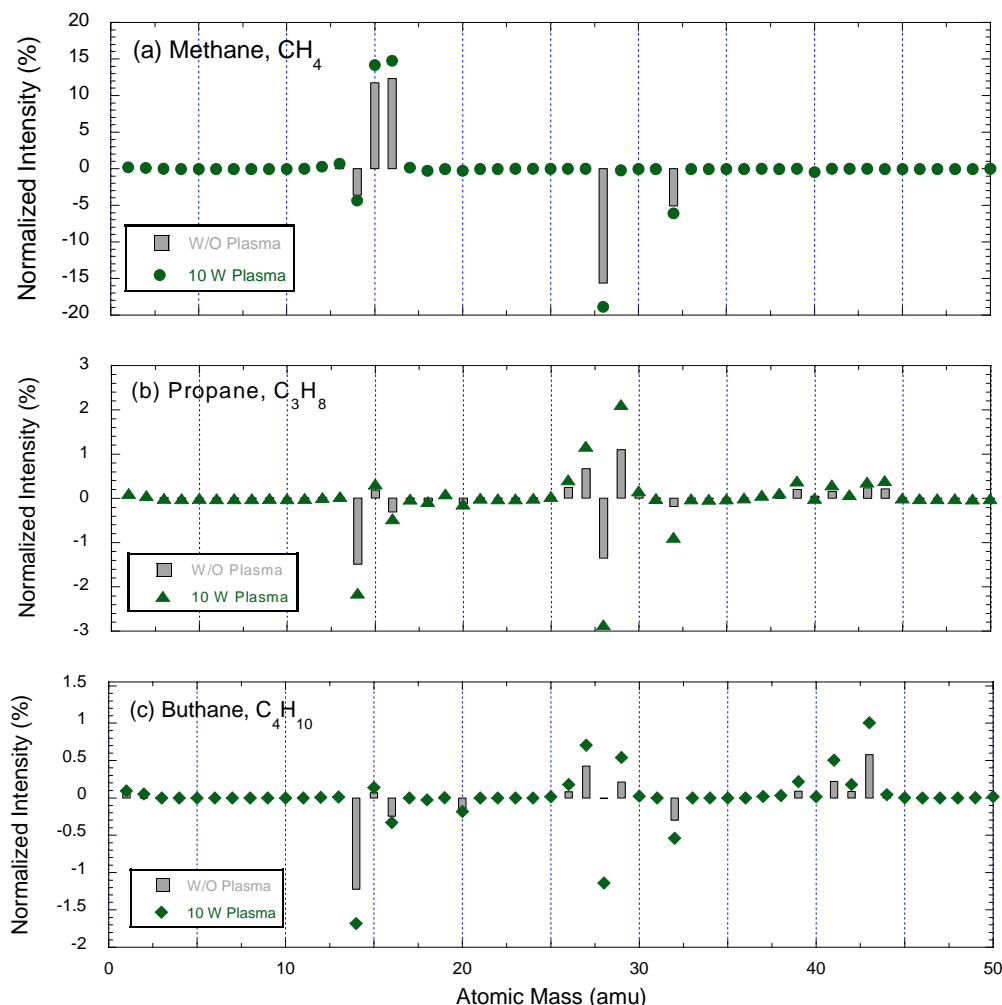 (a) Methane, CH4
Normalized Intensity (%)
20
15
10
5
0
-5
-10
-15
-20
W/O Plasma
10 W Plasma
(b) Propane, C3H8
Normalized Intensity (%)
3
2
1
0
-1
-2
-3
W/O Plasma
10 W Plasma
(c) Buthane, C4H10
Normalized Intensity (%)
1.5
1
0.5
0
-0.5
-1
-1.5
-2
W/O Plasma
10 W Plasma
0 10 20 30 40 50
Atomic Mass (amu)